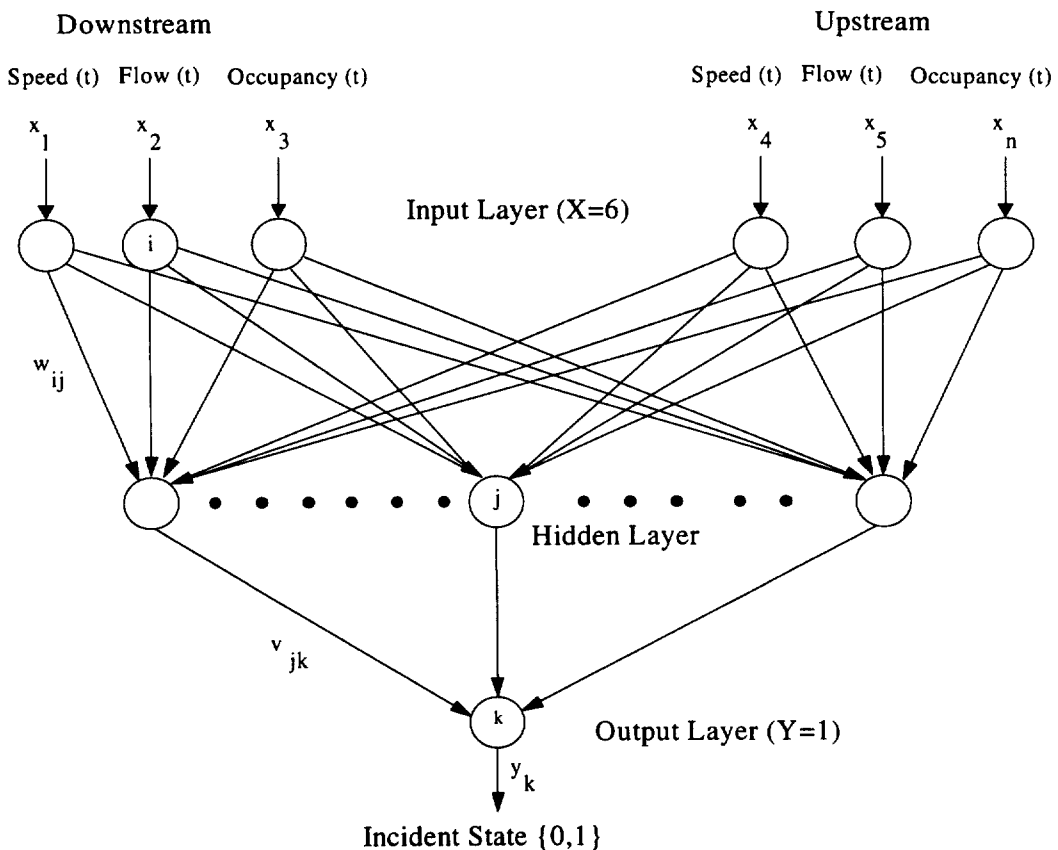 Downstream
Upstream
Speed (t) Flow (t) Occupancy (t)
Speed (t) Flow (t) Occupancy (t)
x1 x2 x3
x4 x5 xn
Input Layer (X=6)
i
wij
j
Hidden Layer
vjk
k
Output Layer (Y=1)
yk
Incident State {0,1}